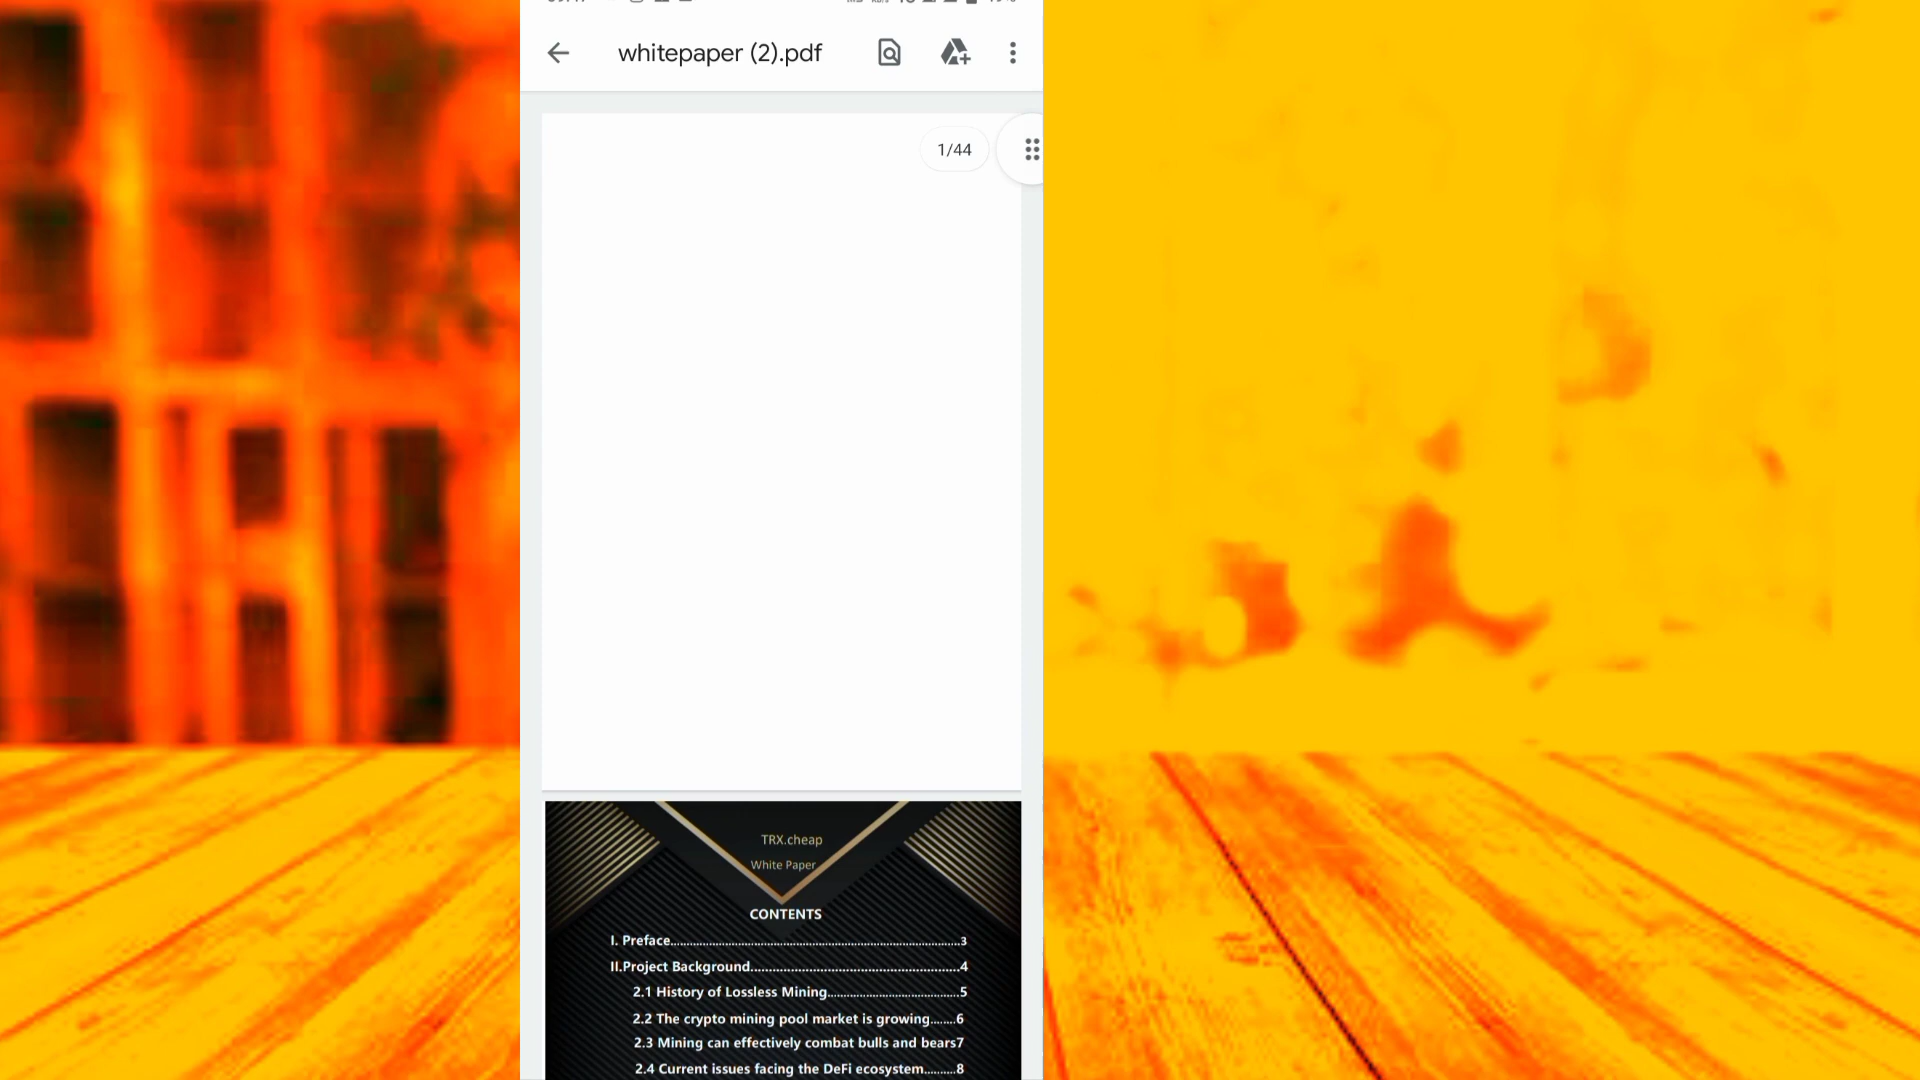 whitepaper (2).pdf
1/44
TRX.cheap
White Paper
CONTENTS
I. Preface..........................................................................................3
II.Project Background.................................................................4
2.1 History of Lossless Mining.........................................5
2.2 The crypto mining pool market is growing.......6
2.3 Mining can effectively combat bulls and bears7
2.4 Current issues facing the DeFi ecosystem.........8